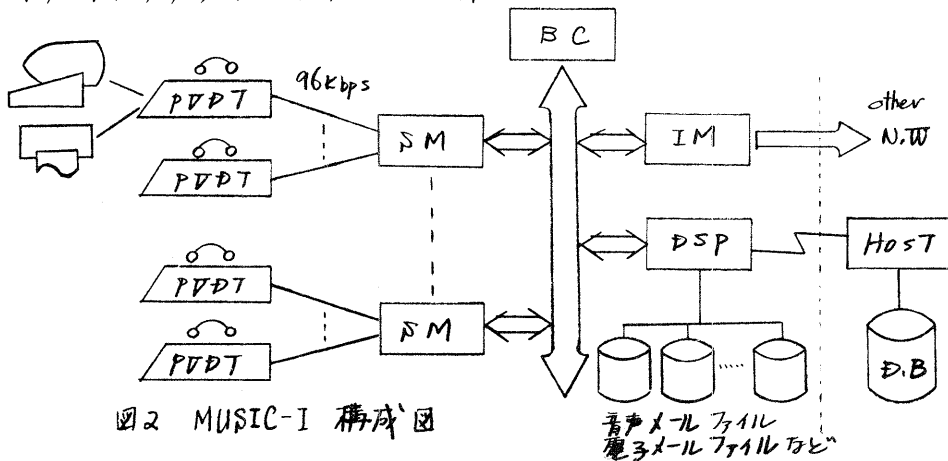 BC
PVDT
96kbps
other
N.W
SM
IM
PVDT
DSP
HOST
PVDT
PVDT
SM
D.B
図2 MUSIC-I 構成図
音声メールファイル
電子メールファイルなど